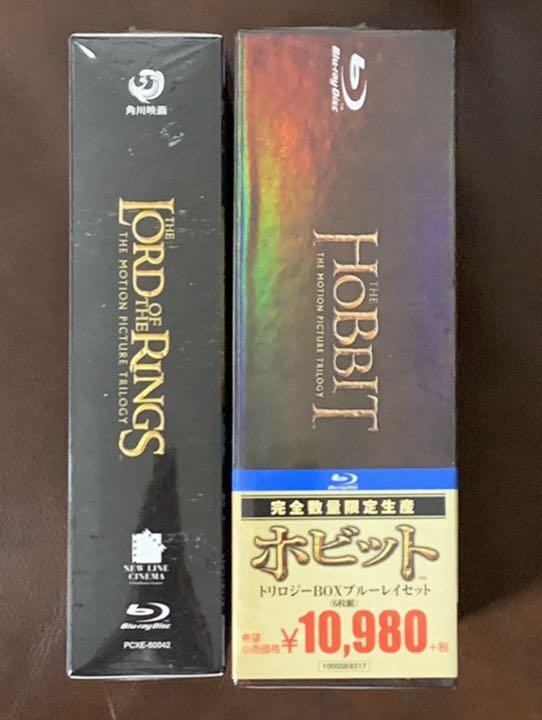 角川映画
THE
LORD
OF
THE
RINGS
THE MOTION PICTURE TRILOGY
NEW LINE
CINEMA
Blu-ray Disc
PCXE-60042
Blu-ray Disc
THE
HOBBIT
THE MOTION PICTURE TRILOGY
Blu-ray Disc
完全数量限定生産
ホビット
トリロジーBOXブルーレイセット
(6枚組)
希望
小売価格
¥10,980+税
1000569317